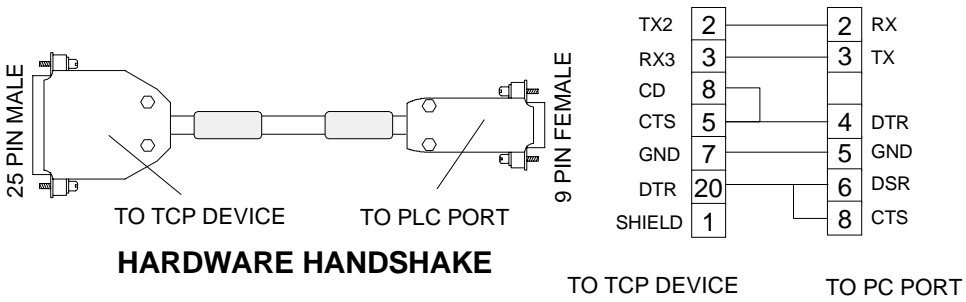 25 PIN MALE
9 PIN FEMALE
TO TCP DEVICE
TO PLC PORT
HARDWARE HANDSHAKE
TX2 2 2 RX
RX3 3 3 TX
CD 8
CTS 5 4 DTR
GND 7 5 GND
DTR 20 6 DSR
SHIELD 1 8 CTS
TO TCP DEVICE
TO PC PORT